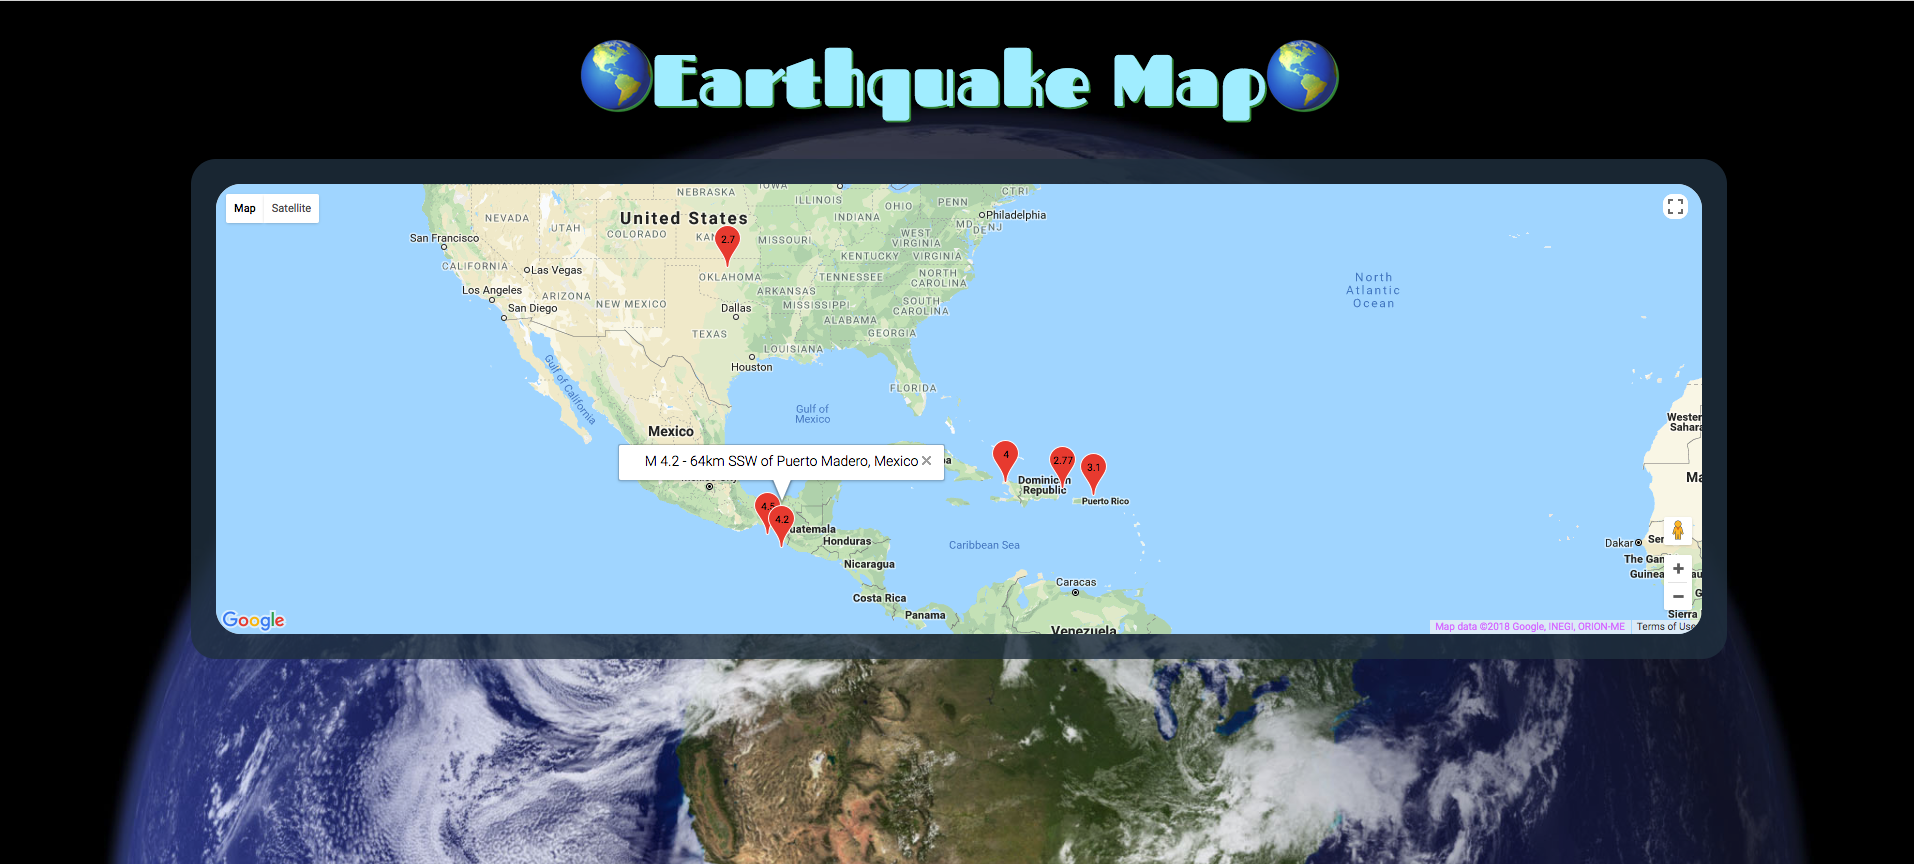 Earthquake Map
Map Satellite
NEBRASKA
IOWA
ILLINOIS
INDIANA
OHIO
PENN
United States
NEVADA
UTAH
COLORADO
MISSOURI
WEST
VIRGINIA
KENTUCKY
VIRGINIA
MD
DE
NJ
Philadelphia
San Francisco
CALIFORNIA
Las Vegas
Los Angeles
San Diego
ARIZONA
NEW MEXICO
2.7
OKLAHOMA
ARKANSAS
TENNESSEE
NORTH
CAROLINA
SOUTH
CAROLINA
MISSISSIPPI
ALABAMA
GEORGIA
Dallas
TEXAS
LOUISIANA
Houston
FLORIDA
North
Atlantic
Ocean
Gulf of California
Gulf of
Mexico
Mexico
M 4.2 - 64km SSW of Puerto Madero, Mexico
4
2.77
3.1
Dominican
Republic
Puerto Rico
4.2
Honduras
Nicaragua
Costa Rica
Panama
Caribbean Sea
Caracas
Venezuela
Western
Sahara
Ma
Dakar
Sen
The Gam
Guinea
Sierra
Google
Map data ©2018 Google, INEGI, ORION-ME
Terms of Use